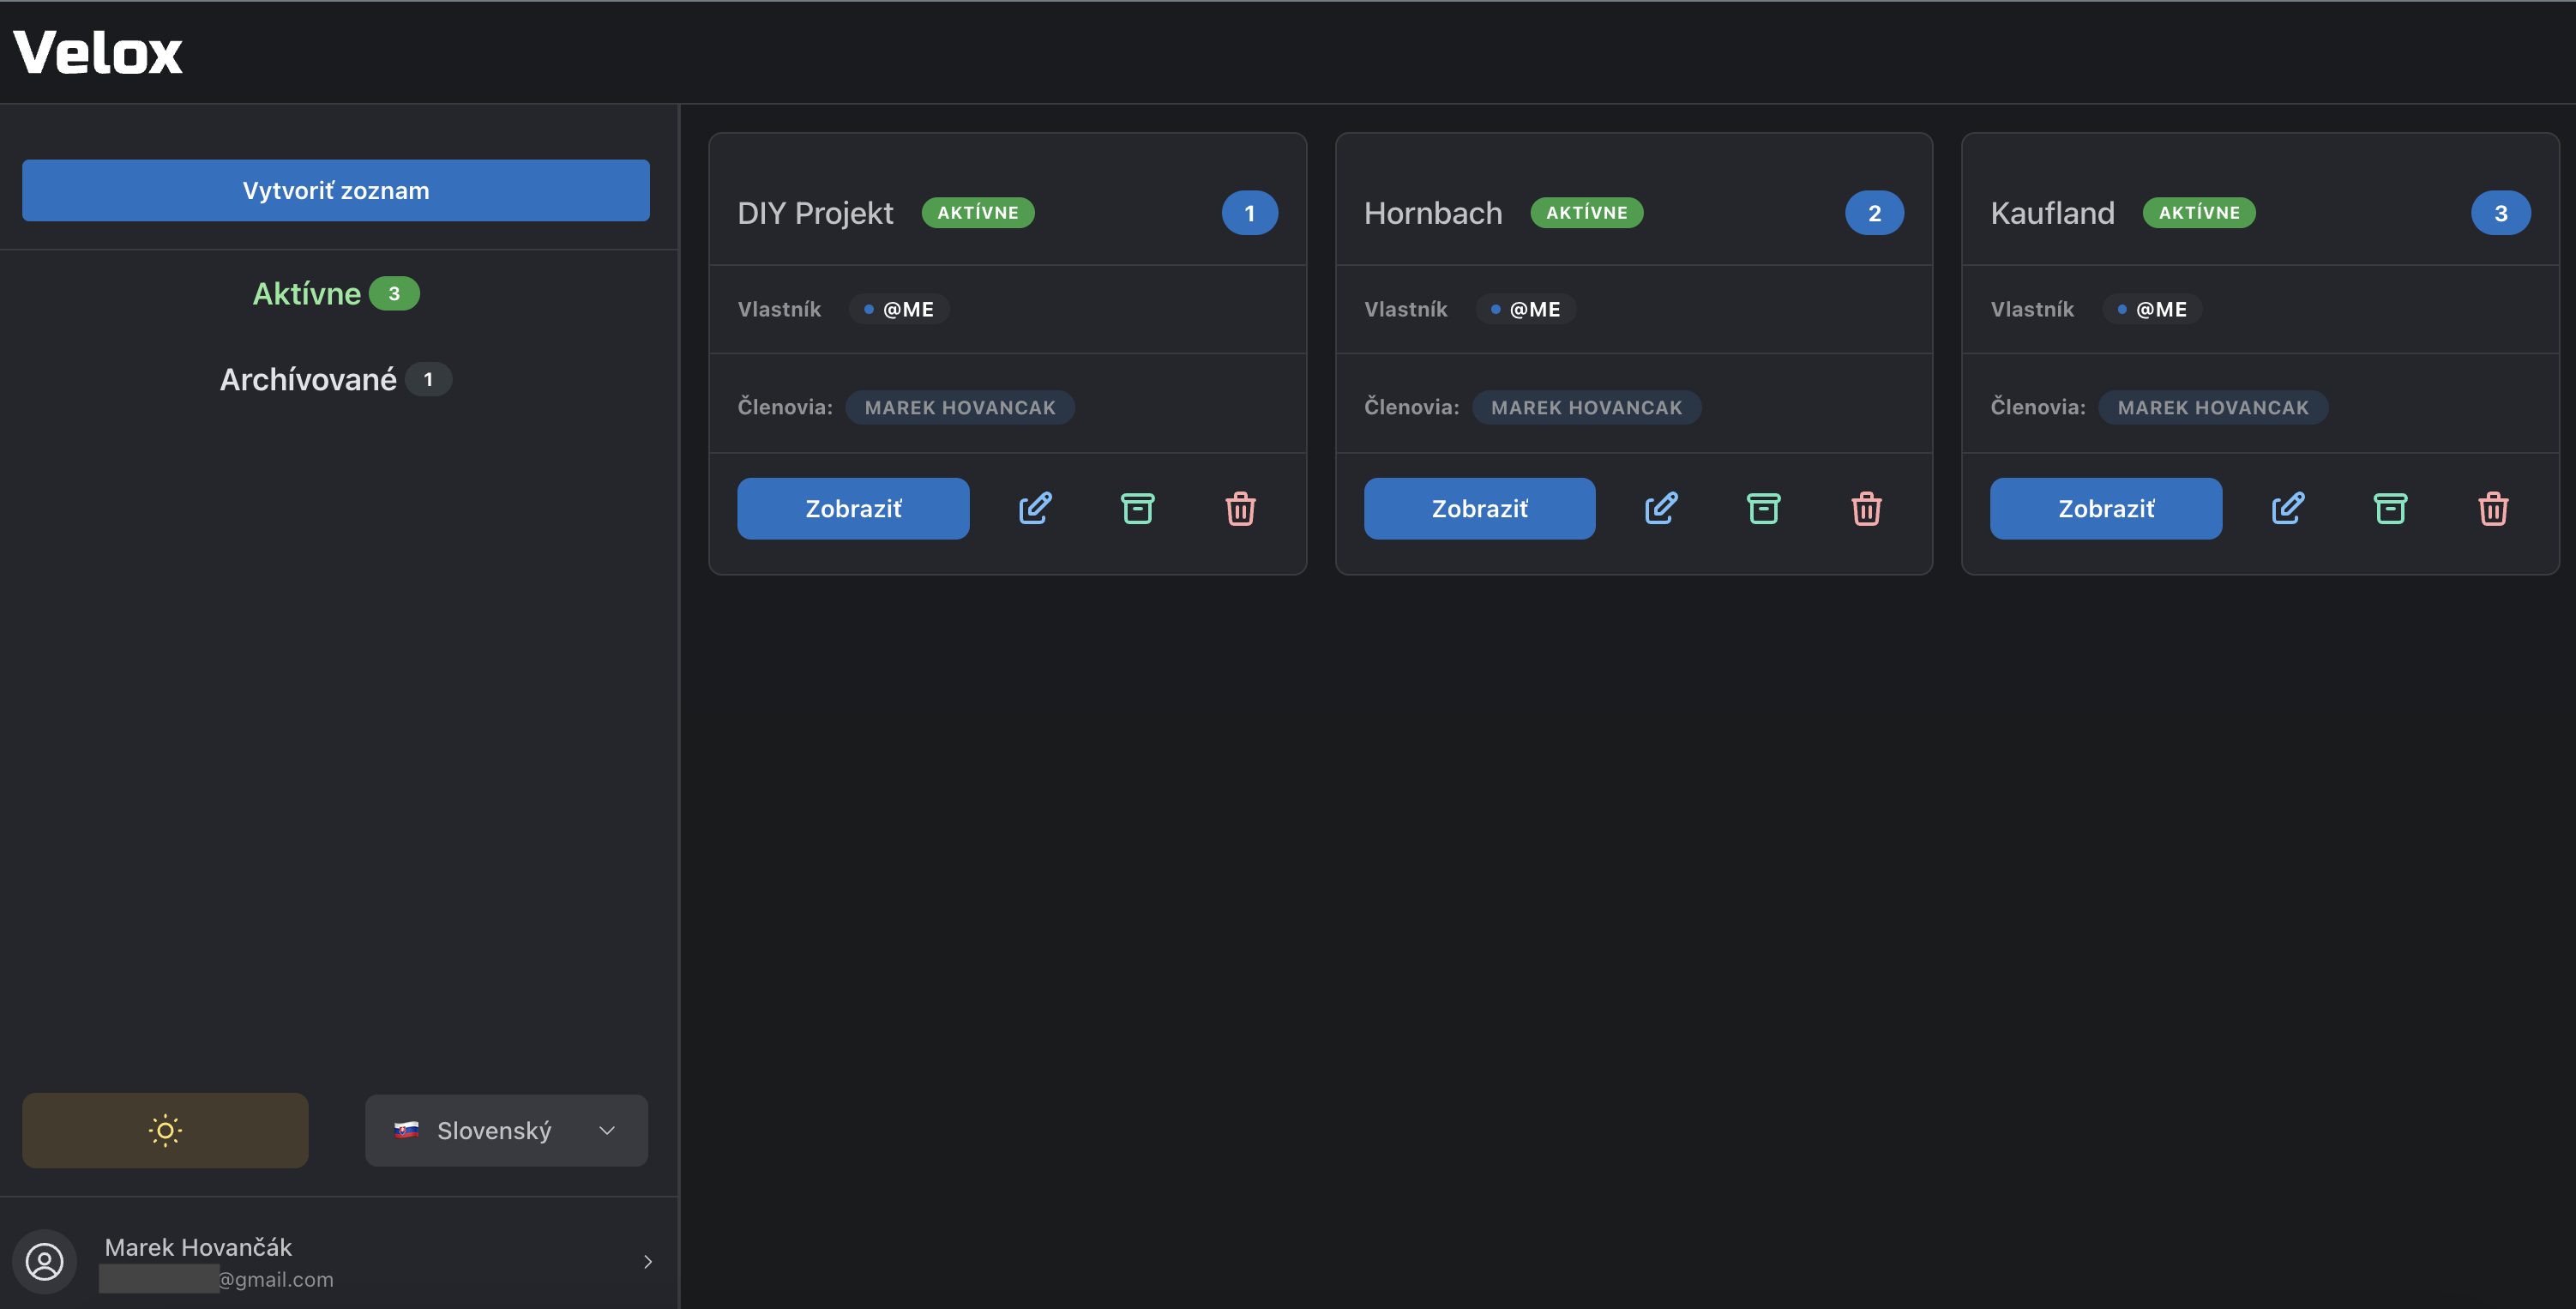 Velox
Vytvoriť zoznam
Aktívne 3
Archívované 1
DIY Projekt AKTÍVNE 1
Vlastník @ME
Členovia: MAREK HOVANCAK
Zobraziť
Hornbach AKTÍVNE 2
Vlastník @ME
Členovia: MAREK HOVANCAK
Zobraziť
Kaufland AKTÍVNE 3
Vlastník @ME
Členovia: MAREK HOVANCAK
Zobraziť
Slovenský
Marek Hovančák
@gmail.com